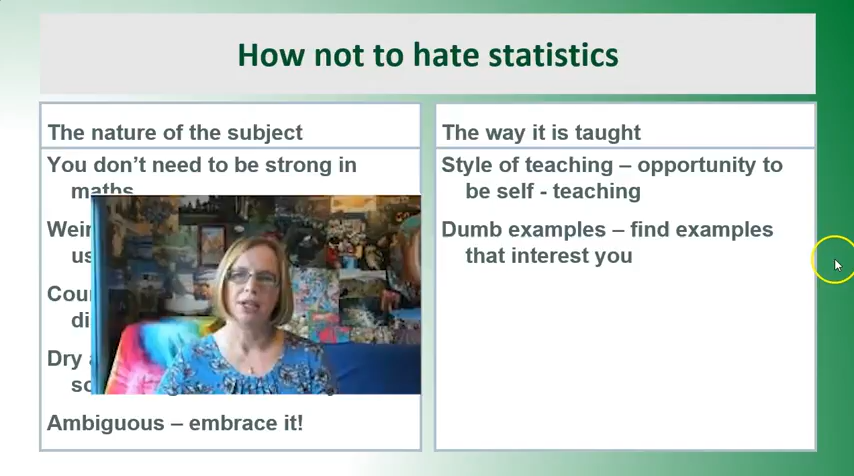 How not to hate statistics
The nature of the subject
You don't need to be strong in
maths
Ambiguous – embrace it!
The way it is taught
Style of teaching – opportunity to
be self - teaching
Dumb examples – find examples
that interest you